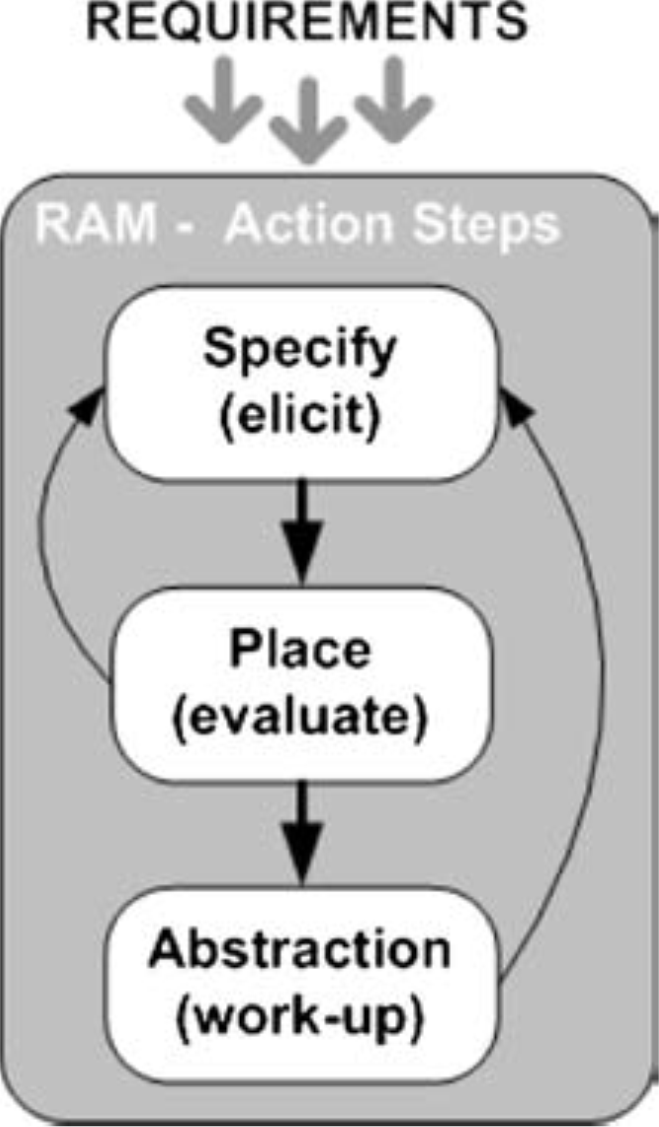 REQUIREMENTS
RAM - Action Steps
Specify
(elicit)
Place
(evaluate)
Abstraction
(work-up)